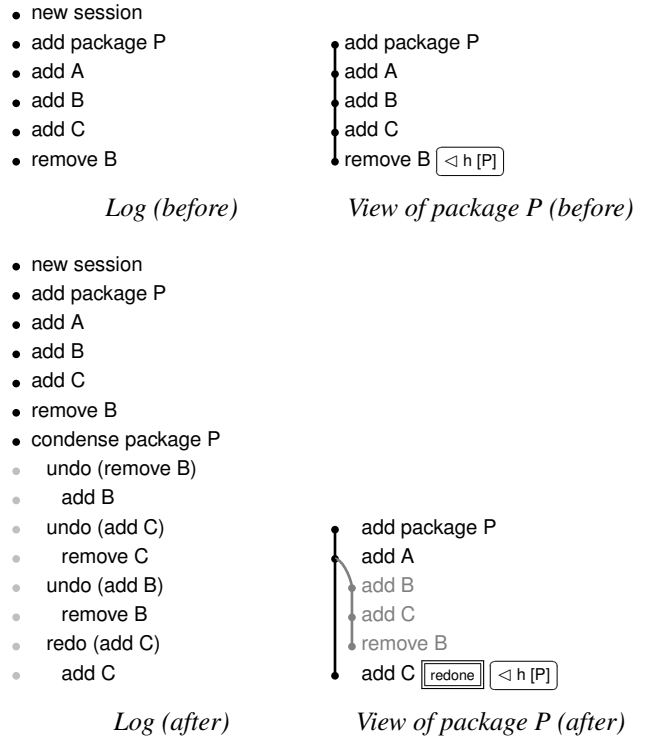 new session
add package P add package P
add A add A
add B add B
add C add C
remove B remove B ◁ h [P]
Log (before) View of package P (before)
new session
add package P
add A
add B
add C
remove B
condense package P
undo (remove B)
add B
undo (add C) add package P
remove C add A
undo (add B) add B
remove B add C
redo (add C) remove B
add C add C redone ◁ h [P]
Log (after) View of package P (after)